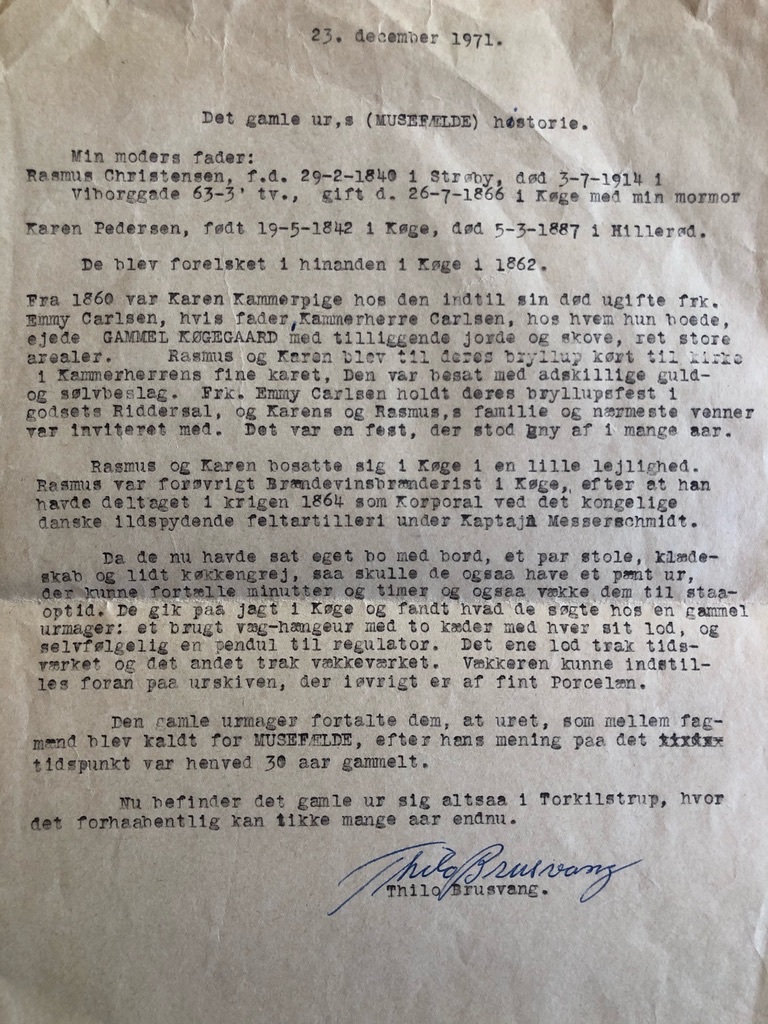 23. december 1971.
Det gamle ur,s (MUSEFÆLDE) høstorie.
Min moders fader:
Rasmus Christensen, f.d. 29-2-1840 i Strøby, død 3-7-1914 i
Viborggade 63-3' tv., gift d. 26-7-1866 i Køge med min mormor
Karen Pedersen, født 19-5-1842 i Køge, død 5-3-1887 i Hillerød.
De blev forelsket i hinanden i Køge i 1862.
Fra 1860 var Karen Kammerpige hos den indtil sin død ugifte frk.
Emmy Carlsen, hvis fader, Kammerherre Carlsen, hos hvem hun boede,
ejede GAMMEL KØGEGAARD med tilliggende jorde og skove, ret store
arealer. Rasmus og Karen blev til deres bryllup kørt til kirke
i Kammerherrens fine karet, Den var besat med adskillige guld-
og sølvbeslag. Frk. Emmy Carlsen holdt deres bryllupsfest i
godsets Riddersal, og Karens og Rasmus,s familie og nærmeste venner
var inviteret med. Det var en fest, der stod gny af i mange aar.
Rasmus og Karen bosatte sig i Køge i en lille lejlighed.
Rasmus var forøvrigt Brændevinsbrænderist i Køge, efter at han
havde deltaget i krigen 1864 som Korporal ved det kongelige
danske ildspydende feltartilleri under Kaptajn Messerschmidt.
Da de nu havde sat eget bo med bord, et par stole, klæde-
skab og lidt køkkengrej, saa skulle de ogsaa have et pænt ur,
der kunne fortælle minutter og timer og ogsaa vække dem til staa-
optid. De gik paa jagt i Køge og fandt hvad de søgte hos en gammel
urmager: et brugt væg-hængeur med to kæder med hver sit lod, og
selvfølgelig en pendul til regulator. Det ene lod trak tids-
værket og det andet trak vækkeværket. Vækkeren kunne indstil-
les foran paa urskiven, der iøvrigt er af fint Porcelæn.
Den gamle urmager fortalte dem, at uret, som mellem fag-
mænd blev kaldt for MUSEFÆLDE, efter hans mening paa det
tidspunkt var henved 30 aar gammelt.
Nu befinder det gamle ur sig altsaa i Torkilstrup, hvor
det forhaabentlig kan tikke mange aar endnu.
Thilo Brusvang
Thilo Brusvang.